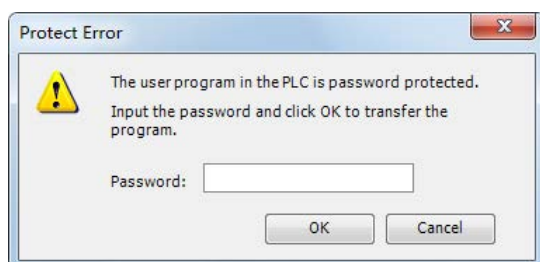 Protect Error
The user program in the PLC is password protected.
Input the password and click OK to transfer the
program.
Password:
OK Cancel